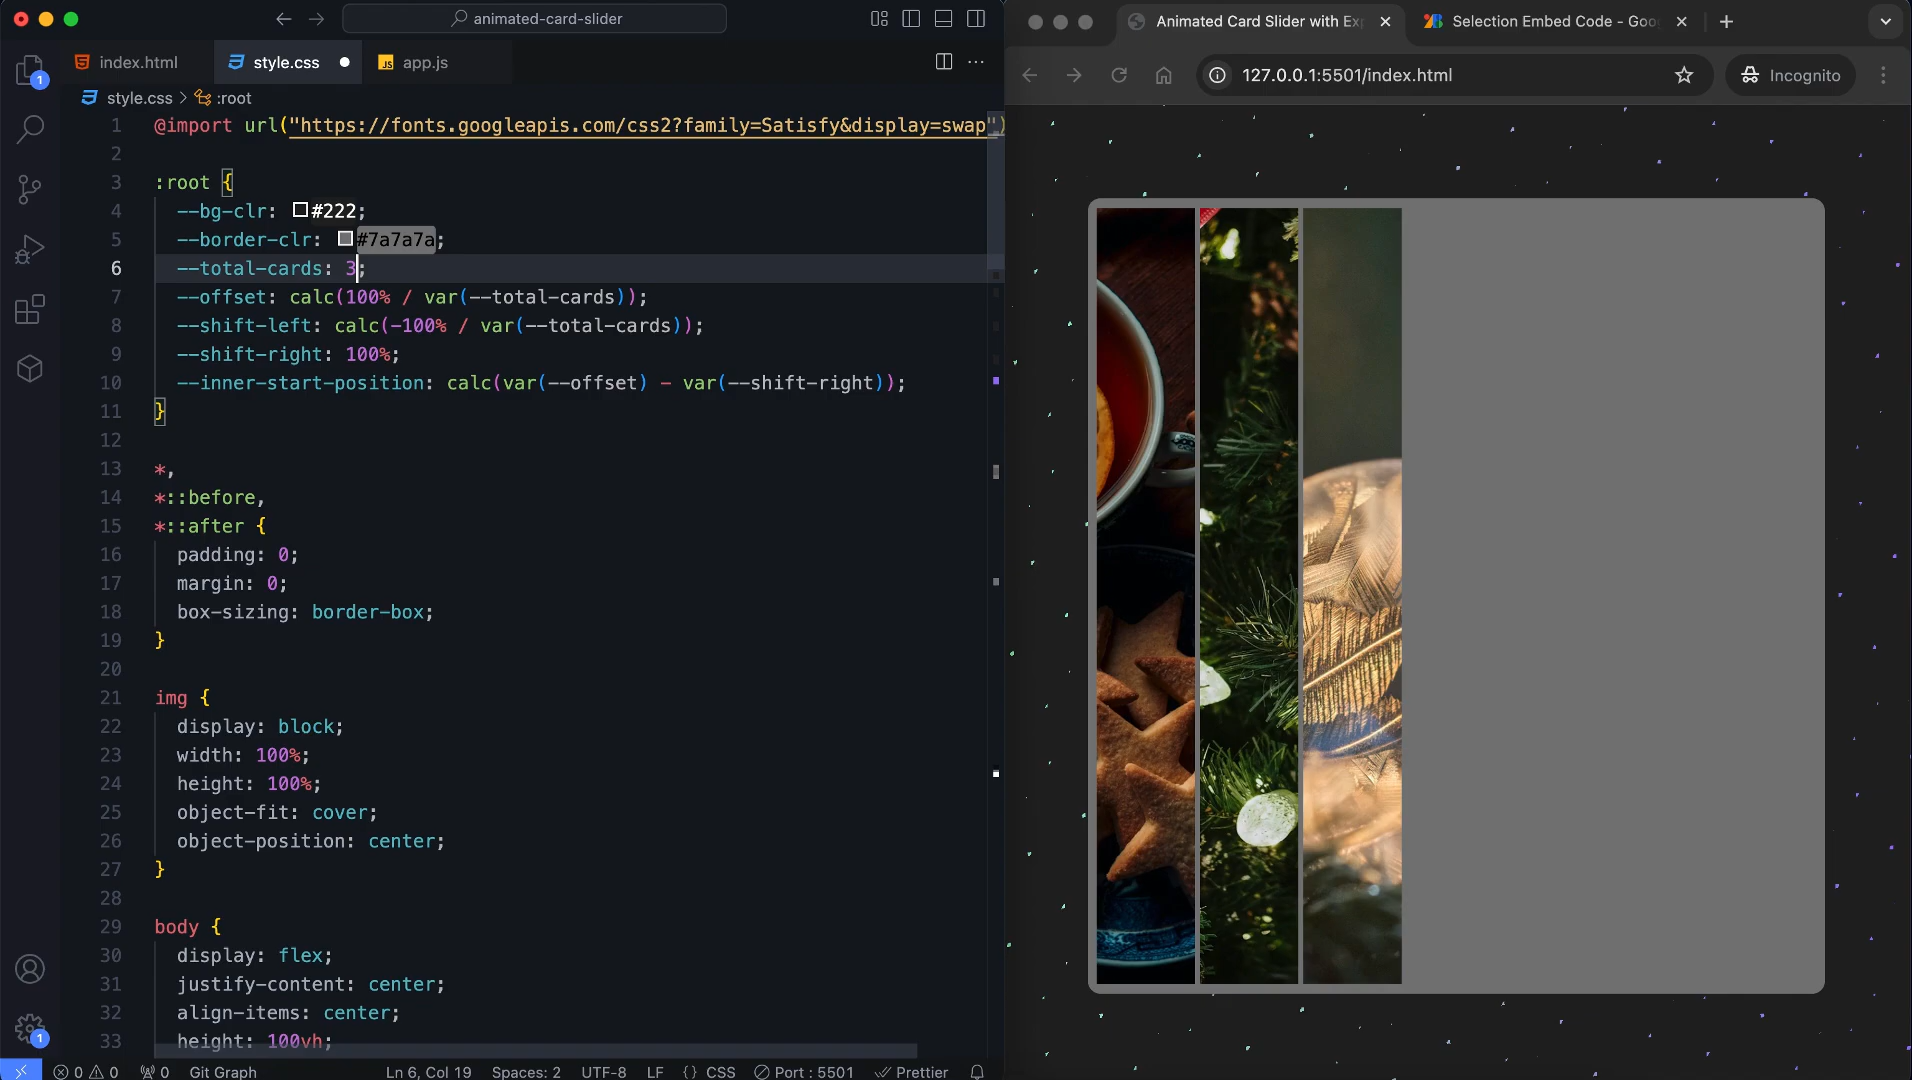 animated-card-slider
index.html
style.css
app.js
style.css > :root
1 @import url("https://fonts.googleapis.com/css2?family=Satisfy&display=swap")
2
3 :root {
4 --bg-clr: #222;
5 --border-clr: #7a7a7a;
6 --total-cards: 3;
7 --offset: calc(100% / var(--total-cards));
8 --shift-left: calc(-100% / var(--total-cards));
9 --shift-right: 100%;
10 --inner-start-position: calc(var(--offset) - var(--shift-right));
11 }
12
13 *,
14 *::before,
15 *::after {
16 padding: 0;
17 margin: 0;
18 box-sizing: border-box;
19 }
20
21 img {
22 display: block;
23 width: 100%;
24 height: 100%;
25 object-fit: cover;
26 object-position: center;
27 }
28
29 body {
30 display: flex;
31 justify-content: center;
32 align-items: center;
33 height: 100vh;
1
1
0 0 0 Git Graph Ln 6, Col 19 Spaces: 2 UTF-8 LF {} CSS Port : 5501 Prettier
Animated Card Slider with Ex
Selection Embed Code - Goo
127.0.0.1:5501/index.html
Incognito